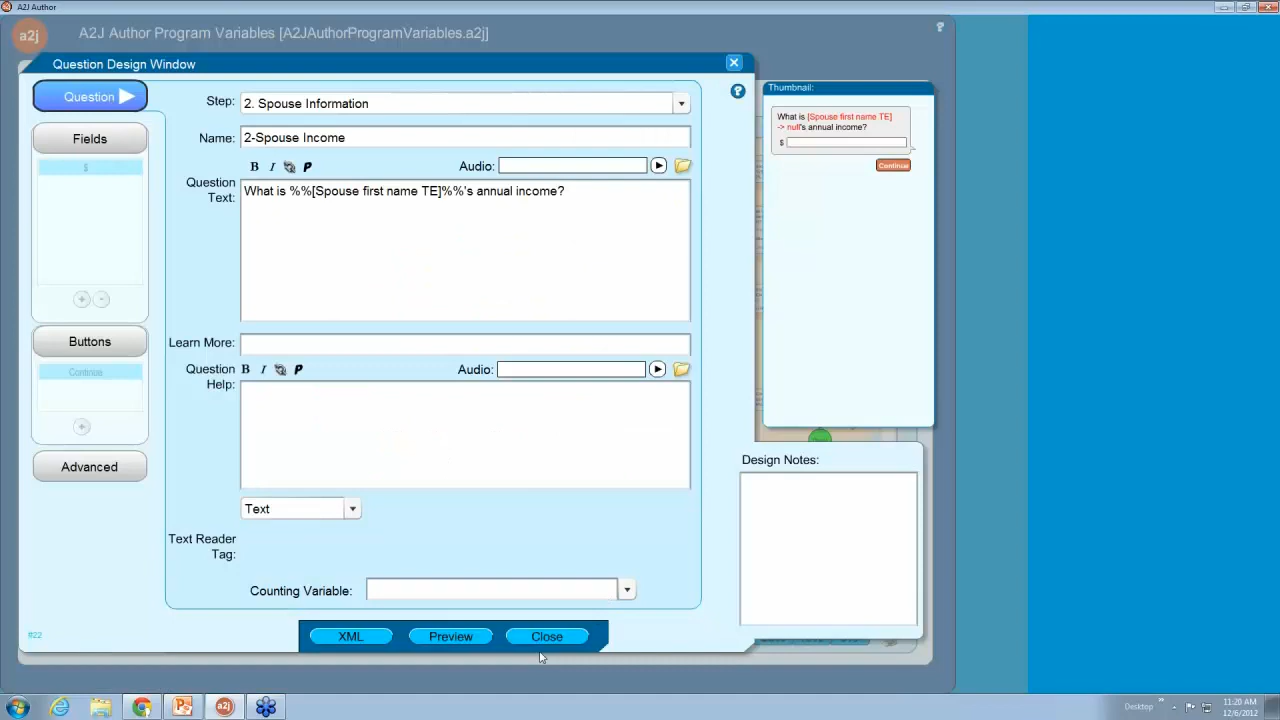 A2J
a2j
A2J Author Program Variables [A2JAuthorProgramVariables.a2j]
?
Question Design Window
Question
Step: 2. Spouse Information
?
Thumbnail:
Fields
Name: 2-Spouse Income
What is [Spouse first name TE]
-> null's annual income?
$
Continue
$
B I P Audio:
Question
Text:
What is %%[Spouse first name TE]%%'s annual income?
Buttons
Continue
Learn More:
Question
Help:
B I P Audio:
Advanced
Design Notes:
Text
Text Reader
Tag:
Counting Variable:
#22
XML Preview Close
a2j
Desktop
11:20 AM
12/6/2012